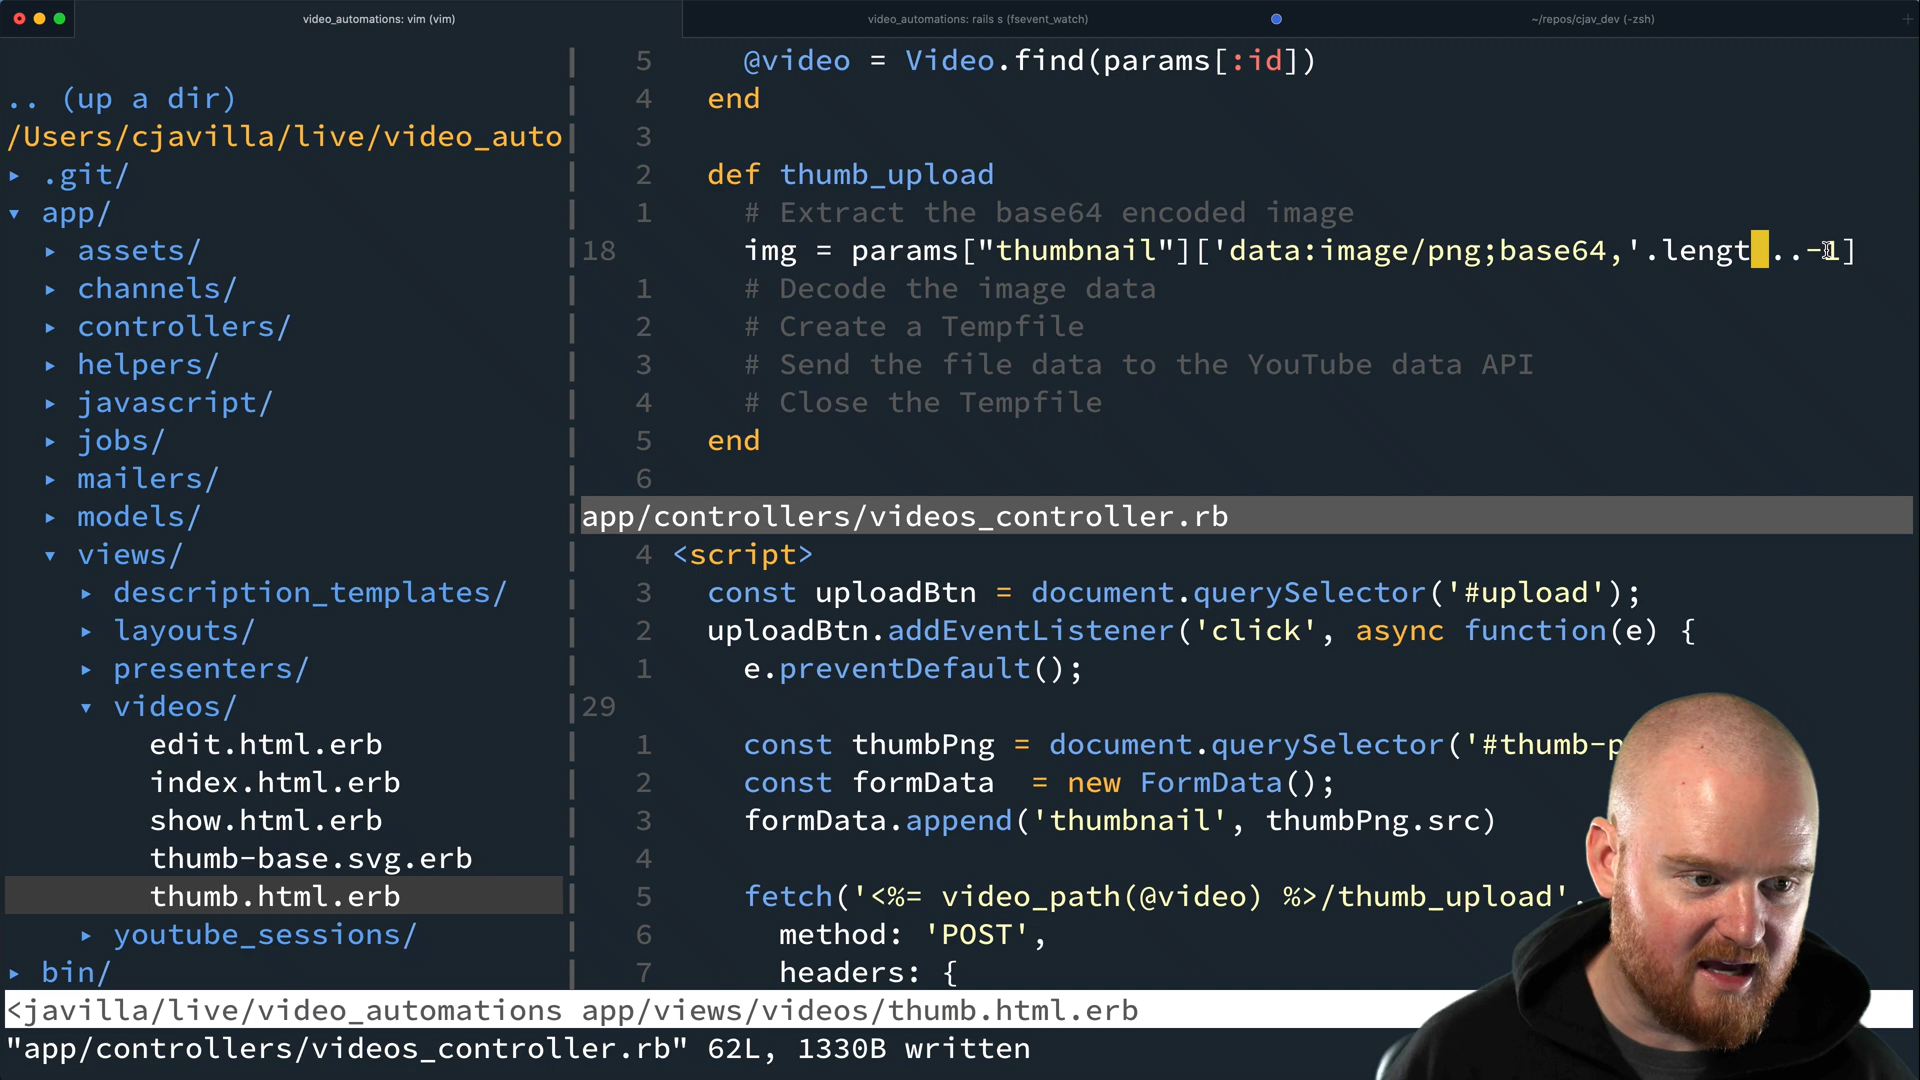 video_automations: vim (vim)
video_automations: rails s (fsevent_watch)
~/repos/cjav_dev (-zsh)
.. (up a dir)
/Users/cjavilla/live/video_auto
▸ .git/
▾ app/
▸ assets/
▸ channels/
▸ controllers/
▸ helpers/
▸ javascript/
▸ jobs/
▸ mailers/
▸ models/
▾ views/
▸ description_templates/
▸ layouts/
▸ presenters/
▾ videos/
edit.html.erb
index.html.erb
show.html.erb
thumb-base.svg.erb
thumb.html.erb
▸ youtube_sessions/
▸ bin/
5 @video = Video.find(params[:id])
4 end
3
2 def thumb_upload
1 # Extract the base64 encoded image
18 img = params["thumbnail"]['data:image/png;base64,'.lengt ..-1]
1 # Decode the image data
2 # Create a Tempfile
3 # Send the file data to the YouTube data API
4 # Close the Tempfile
5 end
6
app/controllers/videos_controller.rb
4 <script>
3 const uploadBtn = document.querySelector('#upload');
2 uploadBtn.addEventListener('click', async function(e) {
1 e.preventDefault();
29
1 const thumbPng = document.querySelector('#thumb-p
2 const formData = new FormData();
3 formData.append('thumbnail', thumbPng.src)
4
5 fetch('<%= video_path(@video) %>/thumb_upload'
6 method: 'POST',
7 headers: {
<javilla/live/video_automations app/views/videos/thumb.html.erb
"app/controllers/videos_controller.rb" 62L, 1330B written